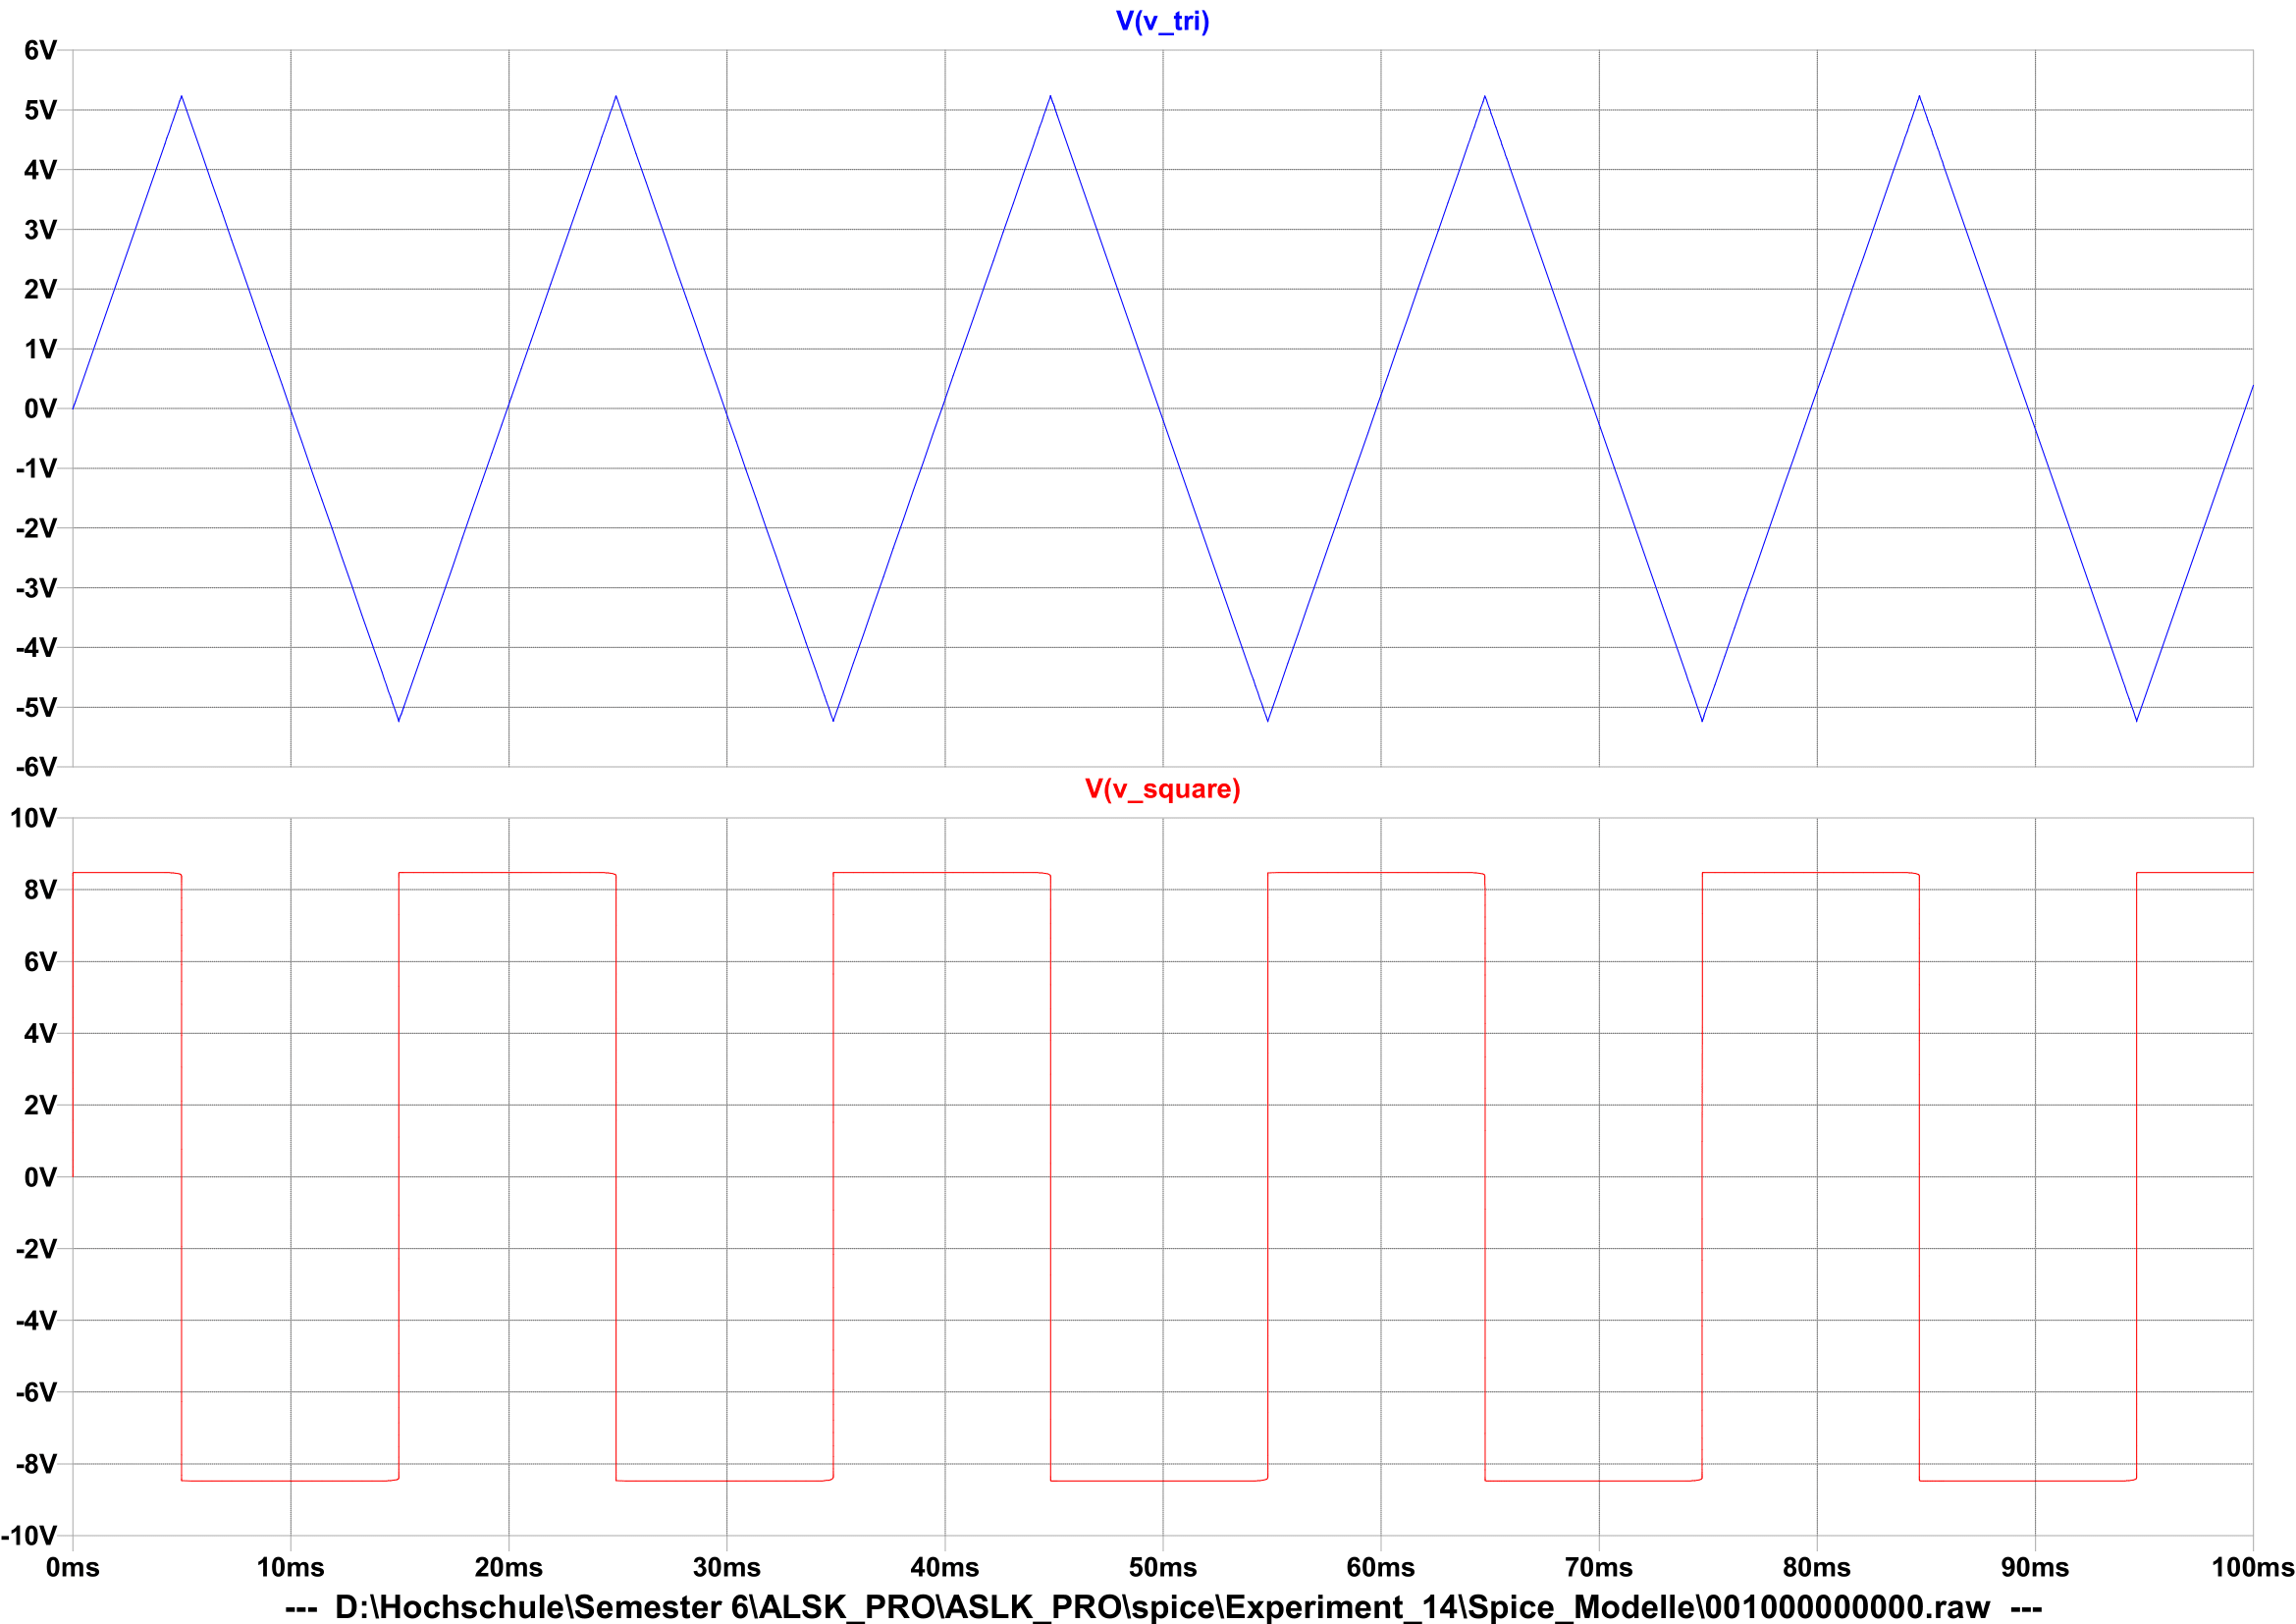 V(v_tri)
6V
5V
4V
3V
2V
1V
0V
-1V
-2V
-3V
-4V
-5V
-6V
V(v_square)
10V
8V
6V
4V
2V
0V
-2V
-4V
-6V
-8V
-10V
0ms 10ms 20ms 30ms 40ms 50ms 60ms 70ms 80ms 90ms 100ms
--- D:\Hochschule\Semester 6\ALSK_PRO\ASLK_PRO\spice\Experiment_14\Spice_Modelle\001000000000.raw ---